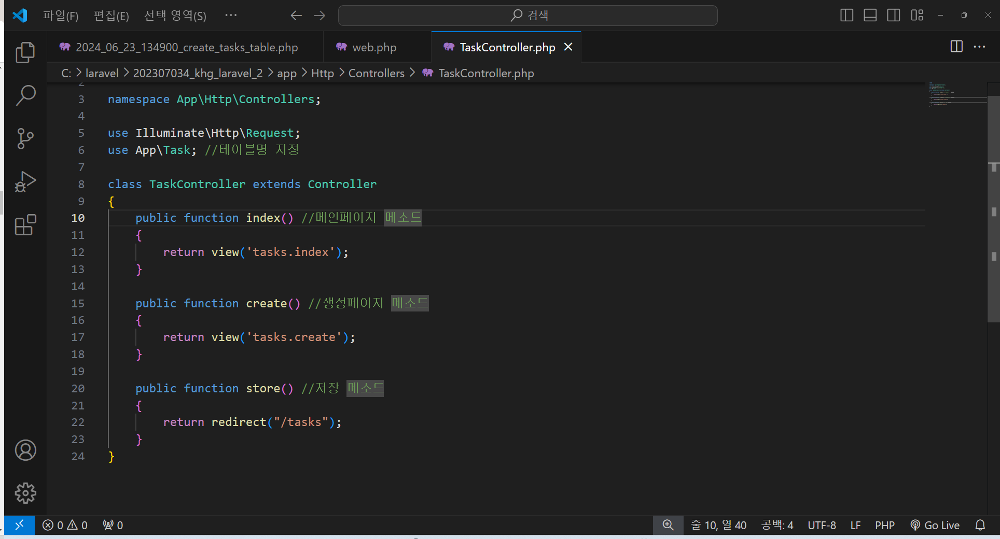 파일(F) 편집(E) 선택 영역(S) ··· 검색
2024_06_23_134900_create_tasks_table.php web.php TaskController.php
C: > laravel > 202307034_khg_laravel_2 > app > Http > Controllers > TaskController.php
2
3 namespace App\Http\Controllers;
4
5 use Illuminate\Http\Request;
6 use App\Task; //테이블명 지정
7
8 class TaskController extends Controller
9 {
10 public function index() //메인페이지 메소드
11 {
12 return view('tasks.index');
13 }
14
15 public function create() //생성페이지 메소드
16 {
17 return view('tasks.create');
18 }
19
20 public function store() //저장 메소드
21 {
22 return redirect("/tasks");
23 }
24 }
0 0 0 줄 10, 열 40 공백: 4 UTF-8 LF PHP Go Live